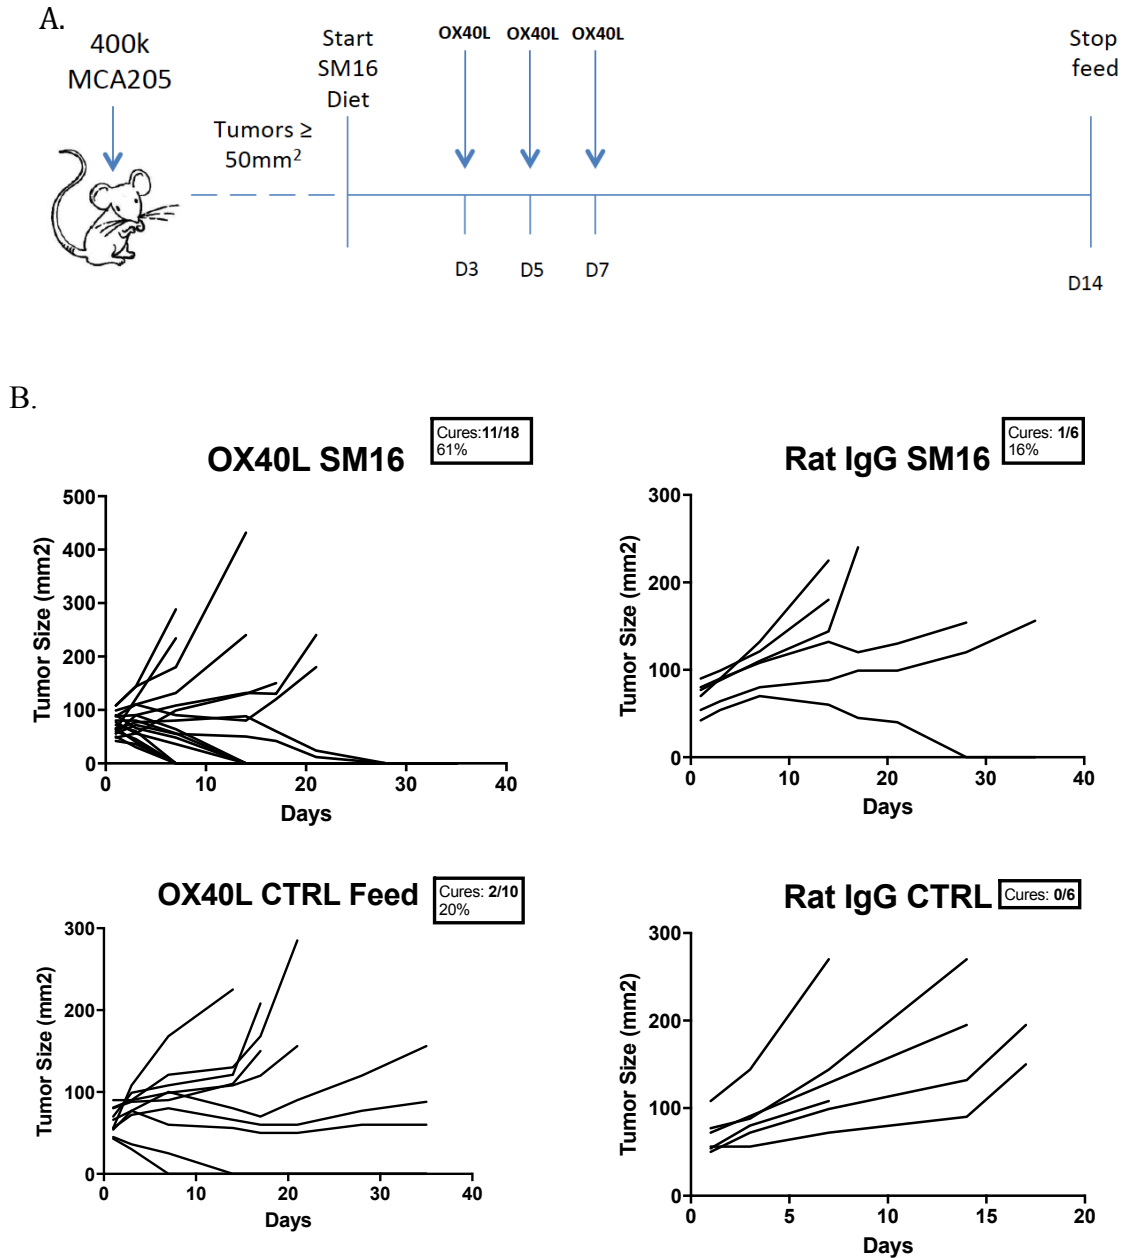 A.
400k
MCA205
Tumors ≥
50mm²
Start
SM16
Diet
OX40L OX40L OX40L
Stop
feed
D3 D5 D7
D14
B.
OX40L SM16
Cures:11/18
61%
Tumor Size (mm2)
500
400
300
200
100
0
0 10 20 30 40
Days
Rat IgG SM16
Cures: 1/6
16%
Tumor Size (mm2)
300
200
100
0
0 10 20 30 40
Days
OX40L CTRL Feed
Cures: 2/10
20%
Tumor Size (mm2)
300
200
100
0
0 10 20 30 40
Days
Rat IgG CTRL
Cures: 0/6
Tumor Size (mm2)
300
200
100
0
0 5 10 15 20
Days